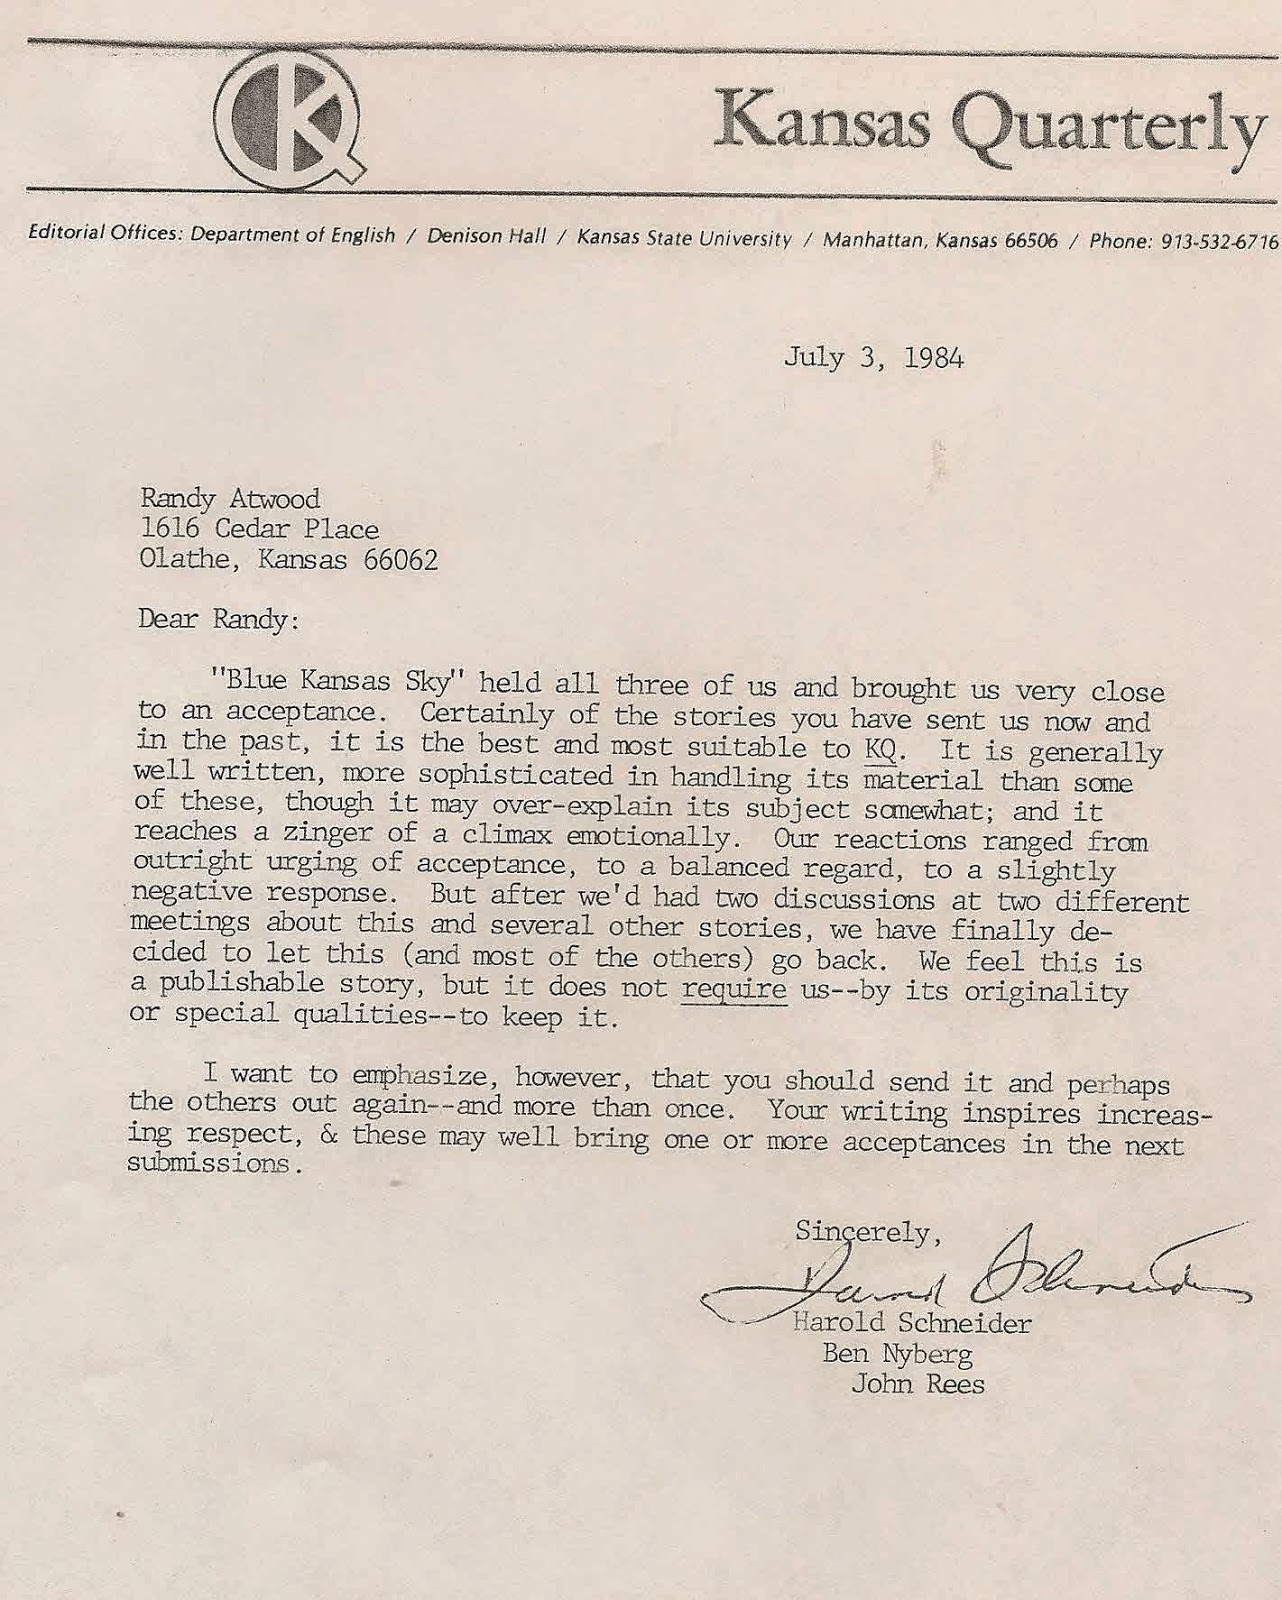 Kansas Quarterly
Editorial Offices: Department of English / Denison Hall / Kansas State University / Manhattan, Kansas 66506 / Phone: 913-532-6716
July 3, 1984
Randy Atwood
1616 Cedar Place
Olathe, Kansas 66062
Dear Randy:
"Blue Kansas Sky" held all three of us and brought us very close
to an acceptance. Certainly of the stories you have sent us now and
in the past, it is the best and most suitable to KQ. It is generally
well written, more sophisticated in handling its material than some
of these, though it may over-explain its subject somewhat; and it
reaches a zinger of a climax emotionally. Our reactions ranged from
outright urging of acceptance, to a balanced regard, to a slightly
negative response. But after we'd had two discussions at two different
meetings about this and several other stories, we have finally de-
cided to let this (and most of the others) go back. We feel this is
a publishable story, but it does not require us--by its originality
or special qualities--to keep it.
I want to emphasize, however, that you should send it and perhaps
the others out again--and more than once. Your writing inspires increas-
ing respect, & these may well bring one or more acceptances in the next
submissions.
Sincerely,
Harold Schneider
Harold Schneider
Ben Nyberg
John Rees